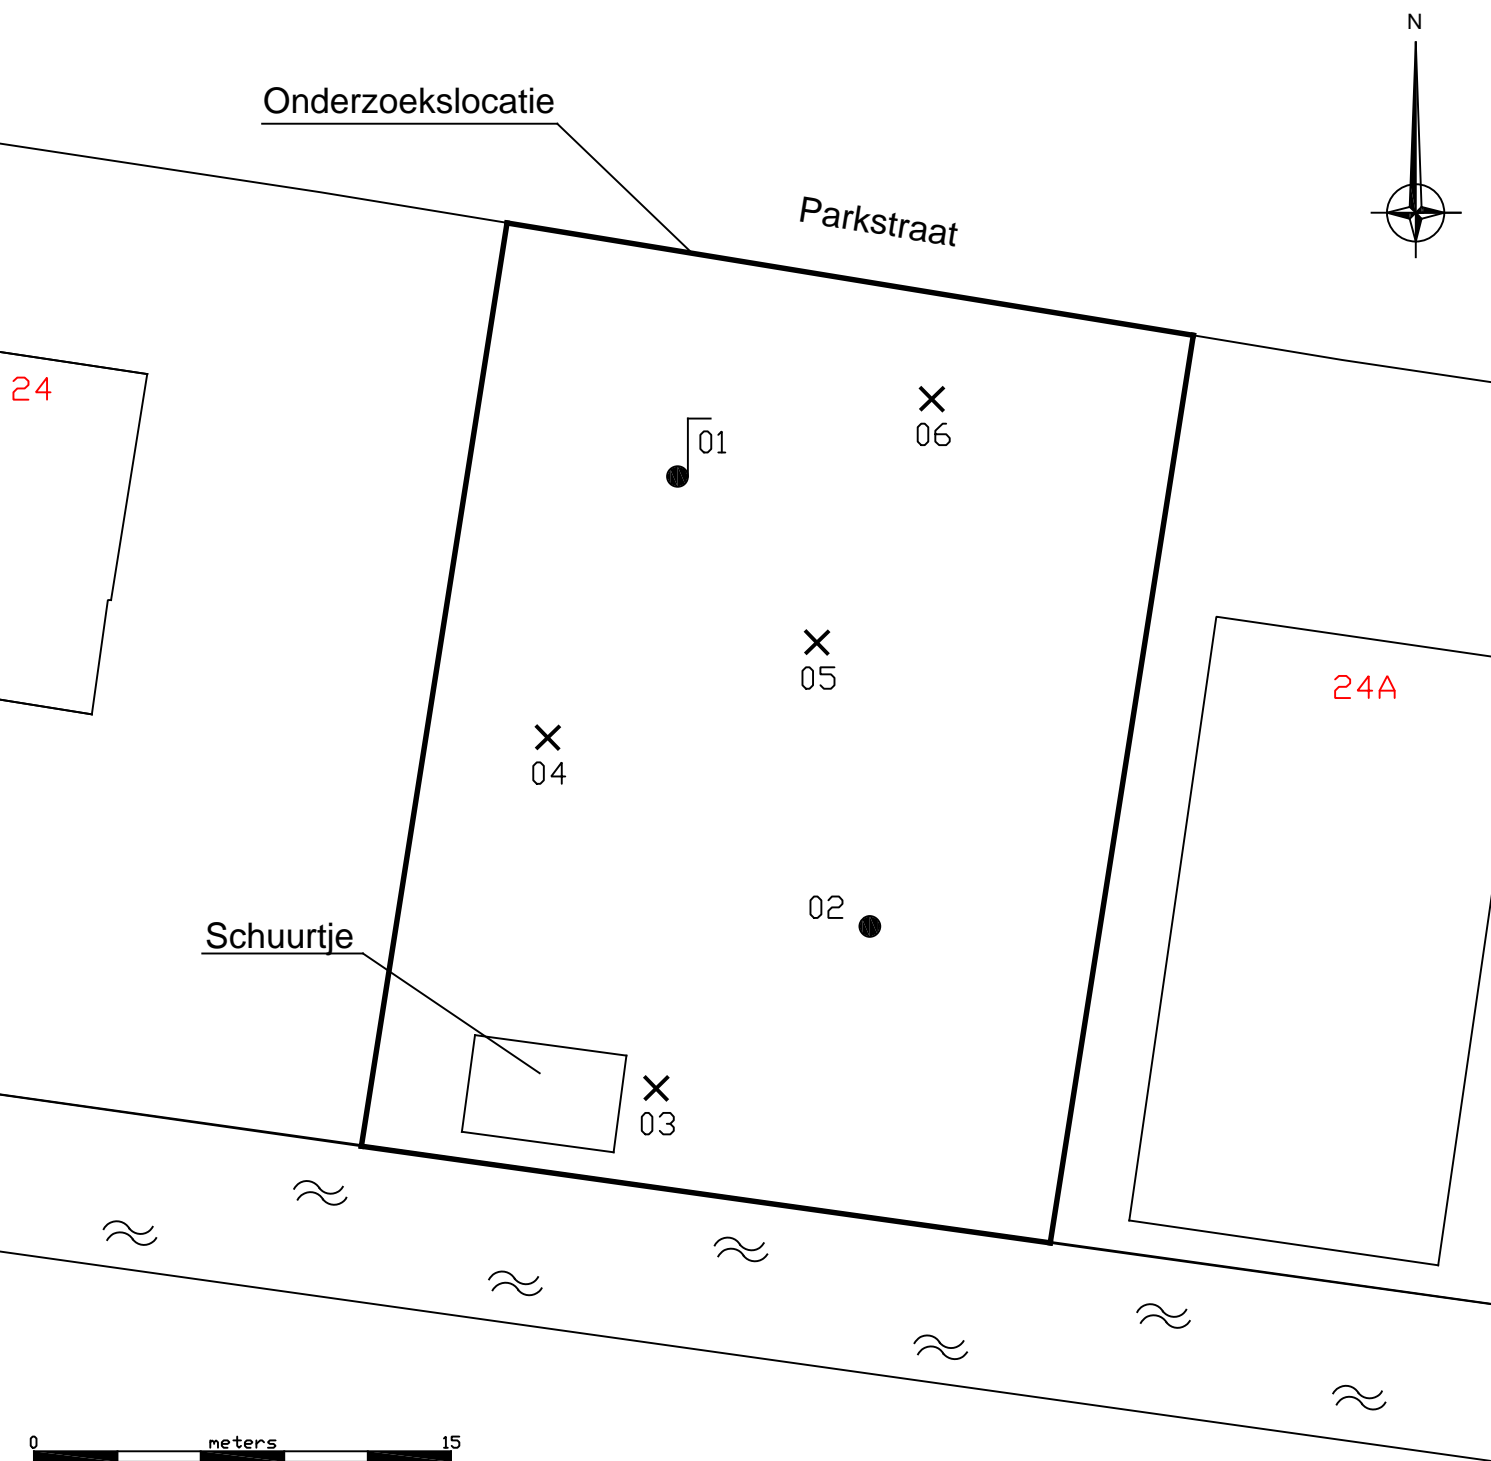 N
Onderzoekslocatie
Parkstraat
24
01
06
05
24A
04
02
Schuurtje
03
0 meters 15